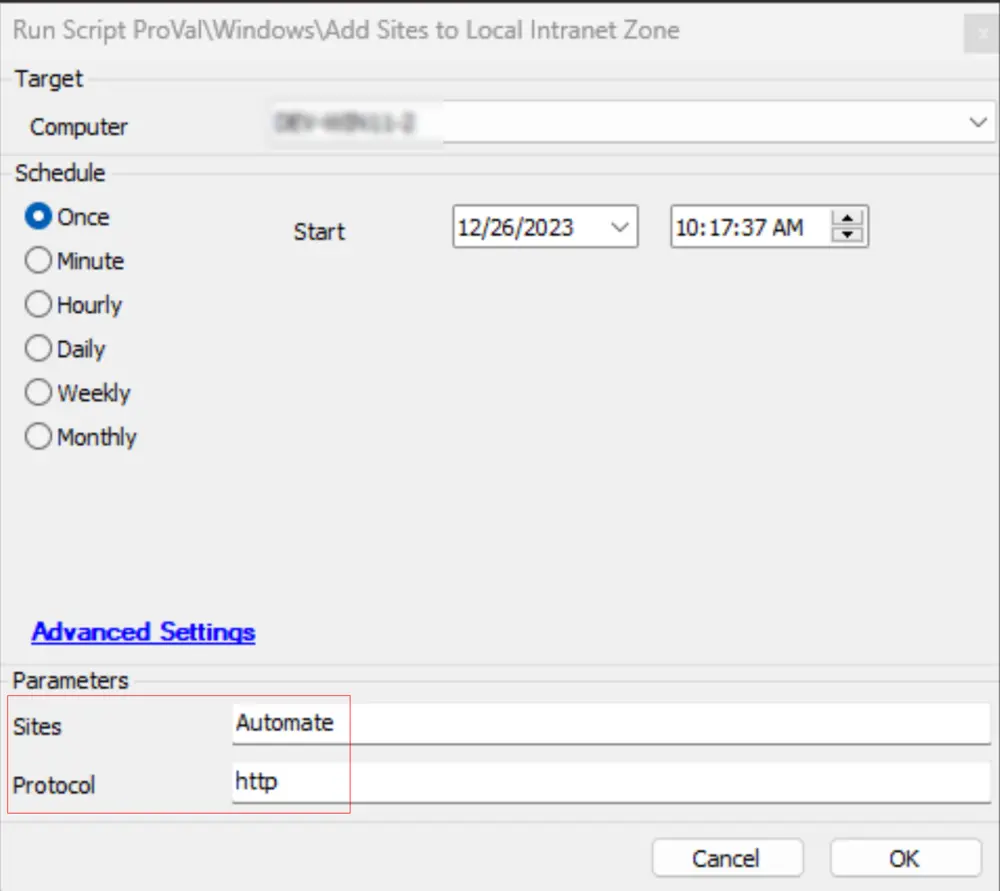 Run Script ProVal\Windows\Add Sites to Local Intranet Zone
x
Target
Computer
Schedule
Once
Start
12/26/2023
10:17:37 AM
Minute
Hourly
Daily
Weekly
Monthly
Advanced Settings
Parameters
Sites
Automate
Protocol
http
Cancel
OK